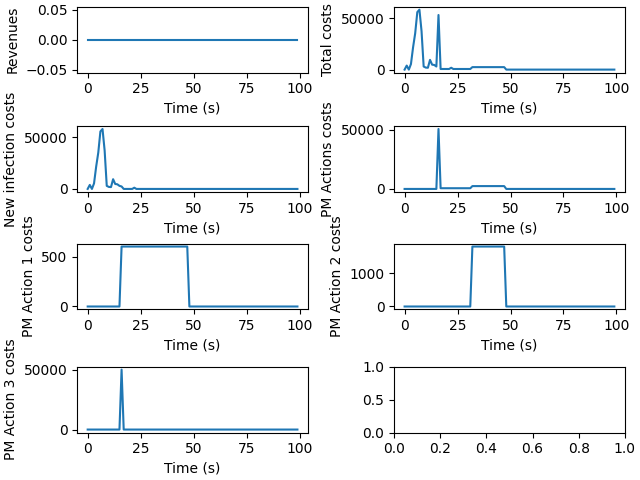 Revenues
0.05
0.00
−0.05
0 25 50 75 100
Time (s)
Total costs
50000
0
0 25 50 75 100
Time (s)
New infection costs
50000
0
0 25 50 75 100
Time (s)
PM Actions costs
50000
0
0 25 50 75 100
Time (s)
PM Action 1 costs
500
0
0 25 50 75 100
Time (s)
PM Action 2 costs
1000
0
0 25 50 75 100
Time (s)
PM Action 3 costs
50000
0
0 25 50 75 100
Time (s)
1.0
0.5
0.0
0.0 0.2 0.4 0.6 0.8 1.0